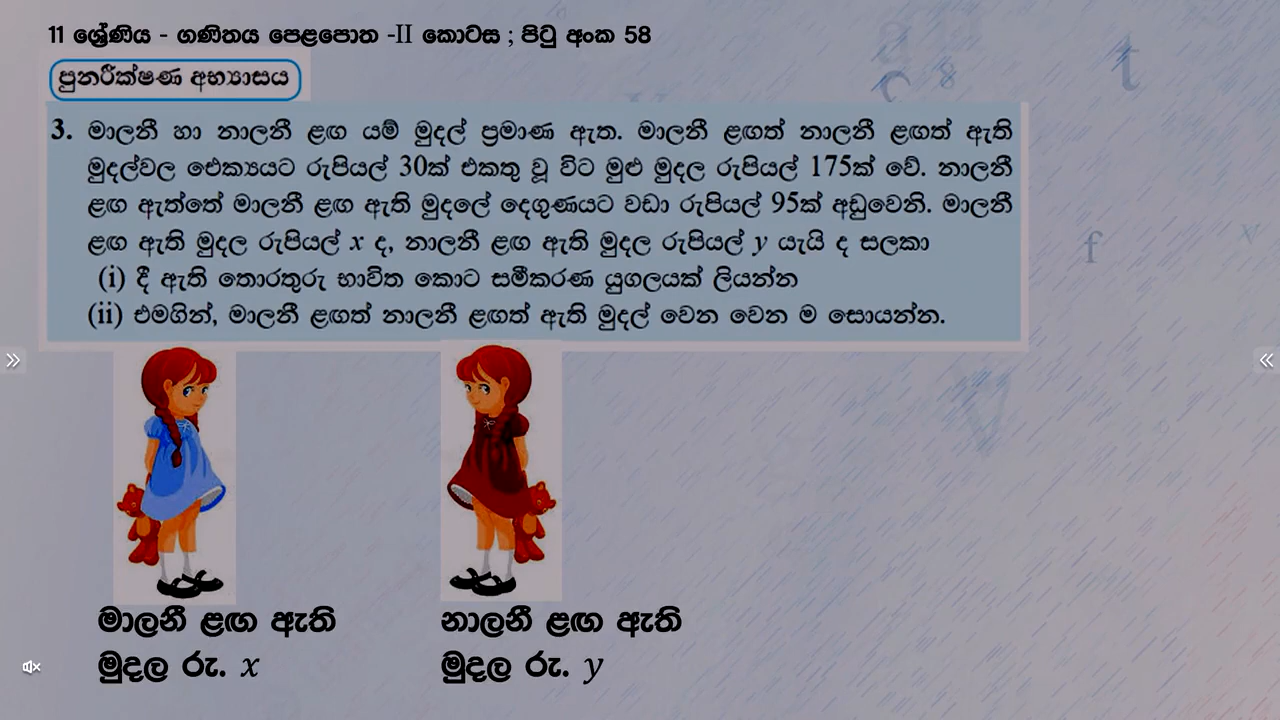 11 ශ්‍රේණිය - ගණිතය පෙළපොත -II කොටස ; පිටු අංක 58
පුනරීක්ෂණ අභ්‍යාසය
3. මාලනී හා නාලනී ළඟ යම් මුදල් ප්‍රමාණ ඇත. මාලනී ළඟත් නාලනී ළඟත් ඇති
මුදල්වල ඓක්‍යයට රුපියල් 30ක් එකතු වූ විට මුළු මුදල රුපියල් 175ක් වේ. නාලනී
ළඟ ඇත්තේ මාලනී ළඟ ඇති මුදලේ දෙගුණයට වඩා රුපියල් 95ක් අඩුවෙනි. මාලනී
ළඟ ඇති මුදල රුපියල් x ද, නාලනී ළඟ ඇති මුදල රුපියල් y යැයි ද සලකා
(i) දී ඇති තොරතුරු භාවිත කොට සමීකරණ යුගලයක් ලියන්න
(ii) එමගින්, මාලනී ළඟත් නාලනී ළඟත් ඇති මුදල් වෙන වෙන ම සොයන්න.
මාලනී ළඟ ඇති
මුදල රු. x
නාලනී ළඟ ඇති
මුදල රු. y